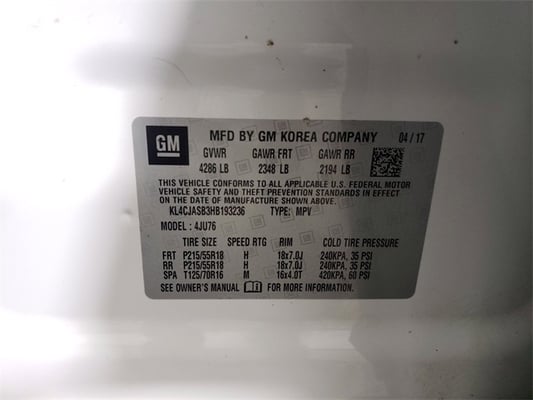 GM MFD BY GM KOREA COMPANY 04/17
GVWR GAWR FRT GAWR RR
4286 LB 2348 LB 2194 LB
THIS VEHICLE CONFORMS TO ALL APPLICABLE U.S. FEDERAL MOTOR
VEHICLE SAFETY AND THEFT PREVENTION STANDARDS IN EFFECT
ON THE DATE OF MANUFACTURE SHOWN ABOVE.
KL4CJASB3HB193236 TYPE: MPV
MODEL: 4JU76
TIRE SIZE SPEED RTG RIM COLD TIRE PRESSURE
FRT P215/55R18 H 18x7.0J 240KPA, 35 PSI
RR P215/55R18 H 18x7.0J 240KPA, 35 PSI
SPA T125/70R16 M 16x4.0T 420KPA, 60 PSI
SEE OWNER'S MANUAL FOR MORE INFORMATION.